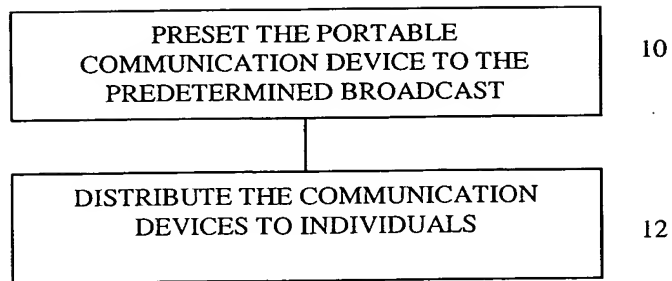 PRESET THE PORTABLE
COMMUNICATION DEVICE TO THE
PREDETERMINED BROADCAST
10
DISTRIBUTE THE COMMUNICATION
DEVICES TO INDIVIDUALS
12